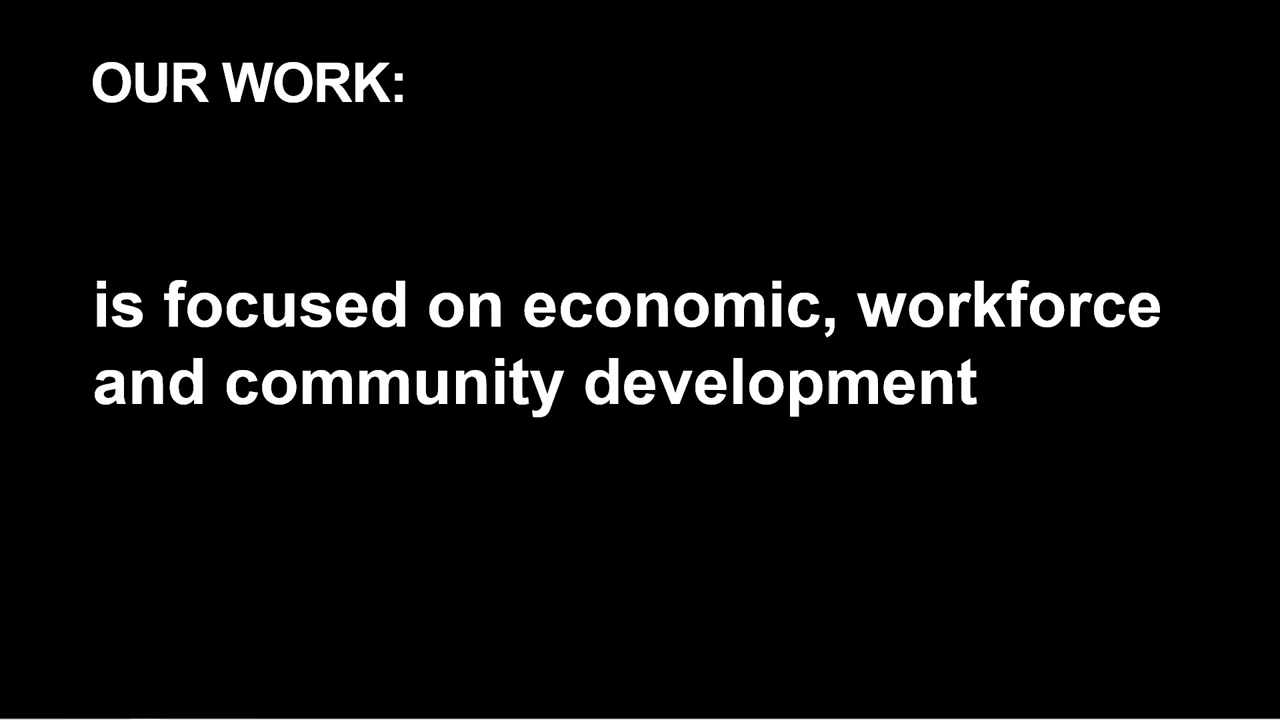 OUR WORK:
is focused on economic, workforce
and community development